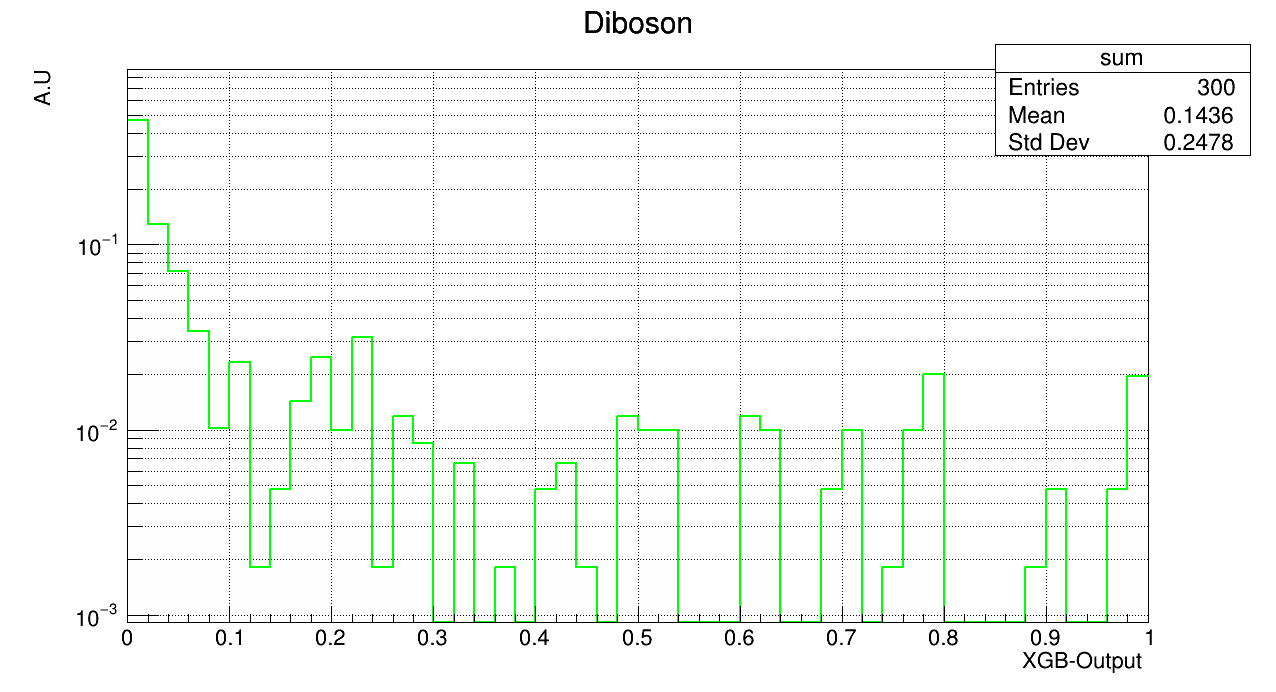 Diboson
sum
Entries 300
Mean 0.1436
Std Dev 0.2478
A.U
10−1
10−2
10−3
0 0.1 0.2 0.3 0.4 0.5 0.6 0.7 0.8 0.9 1
XGB-Output